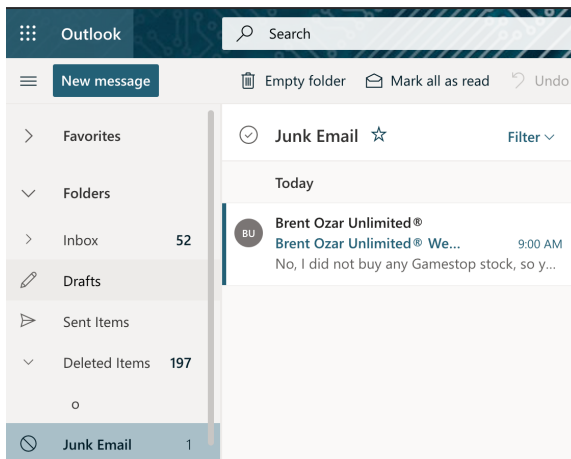 Outlook
Search
New message
Empty folder
Mark all as read
Undo
Favorites
Folders
Inbox 52
Drafts
Sent Items
Deleted Items 197
o
Junk Email 1
Junk Email
Filter
Today
BU
Brent Ozar Unlimited®
Brent Ozar Unlimited® We... 9:00 AM
No, I did not buy any Gamestop stock, so y...